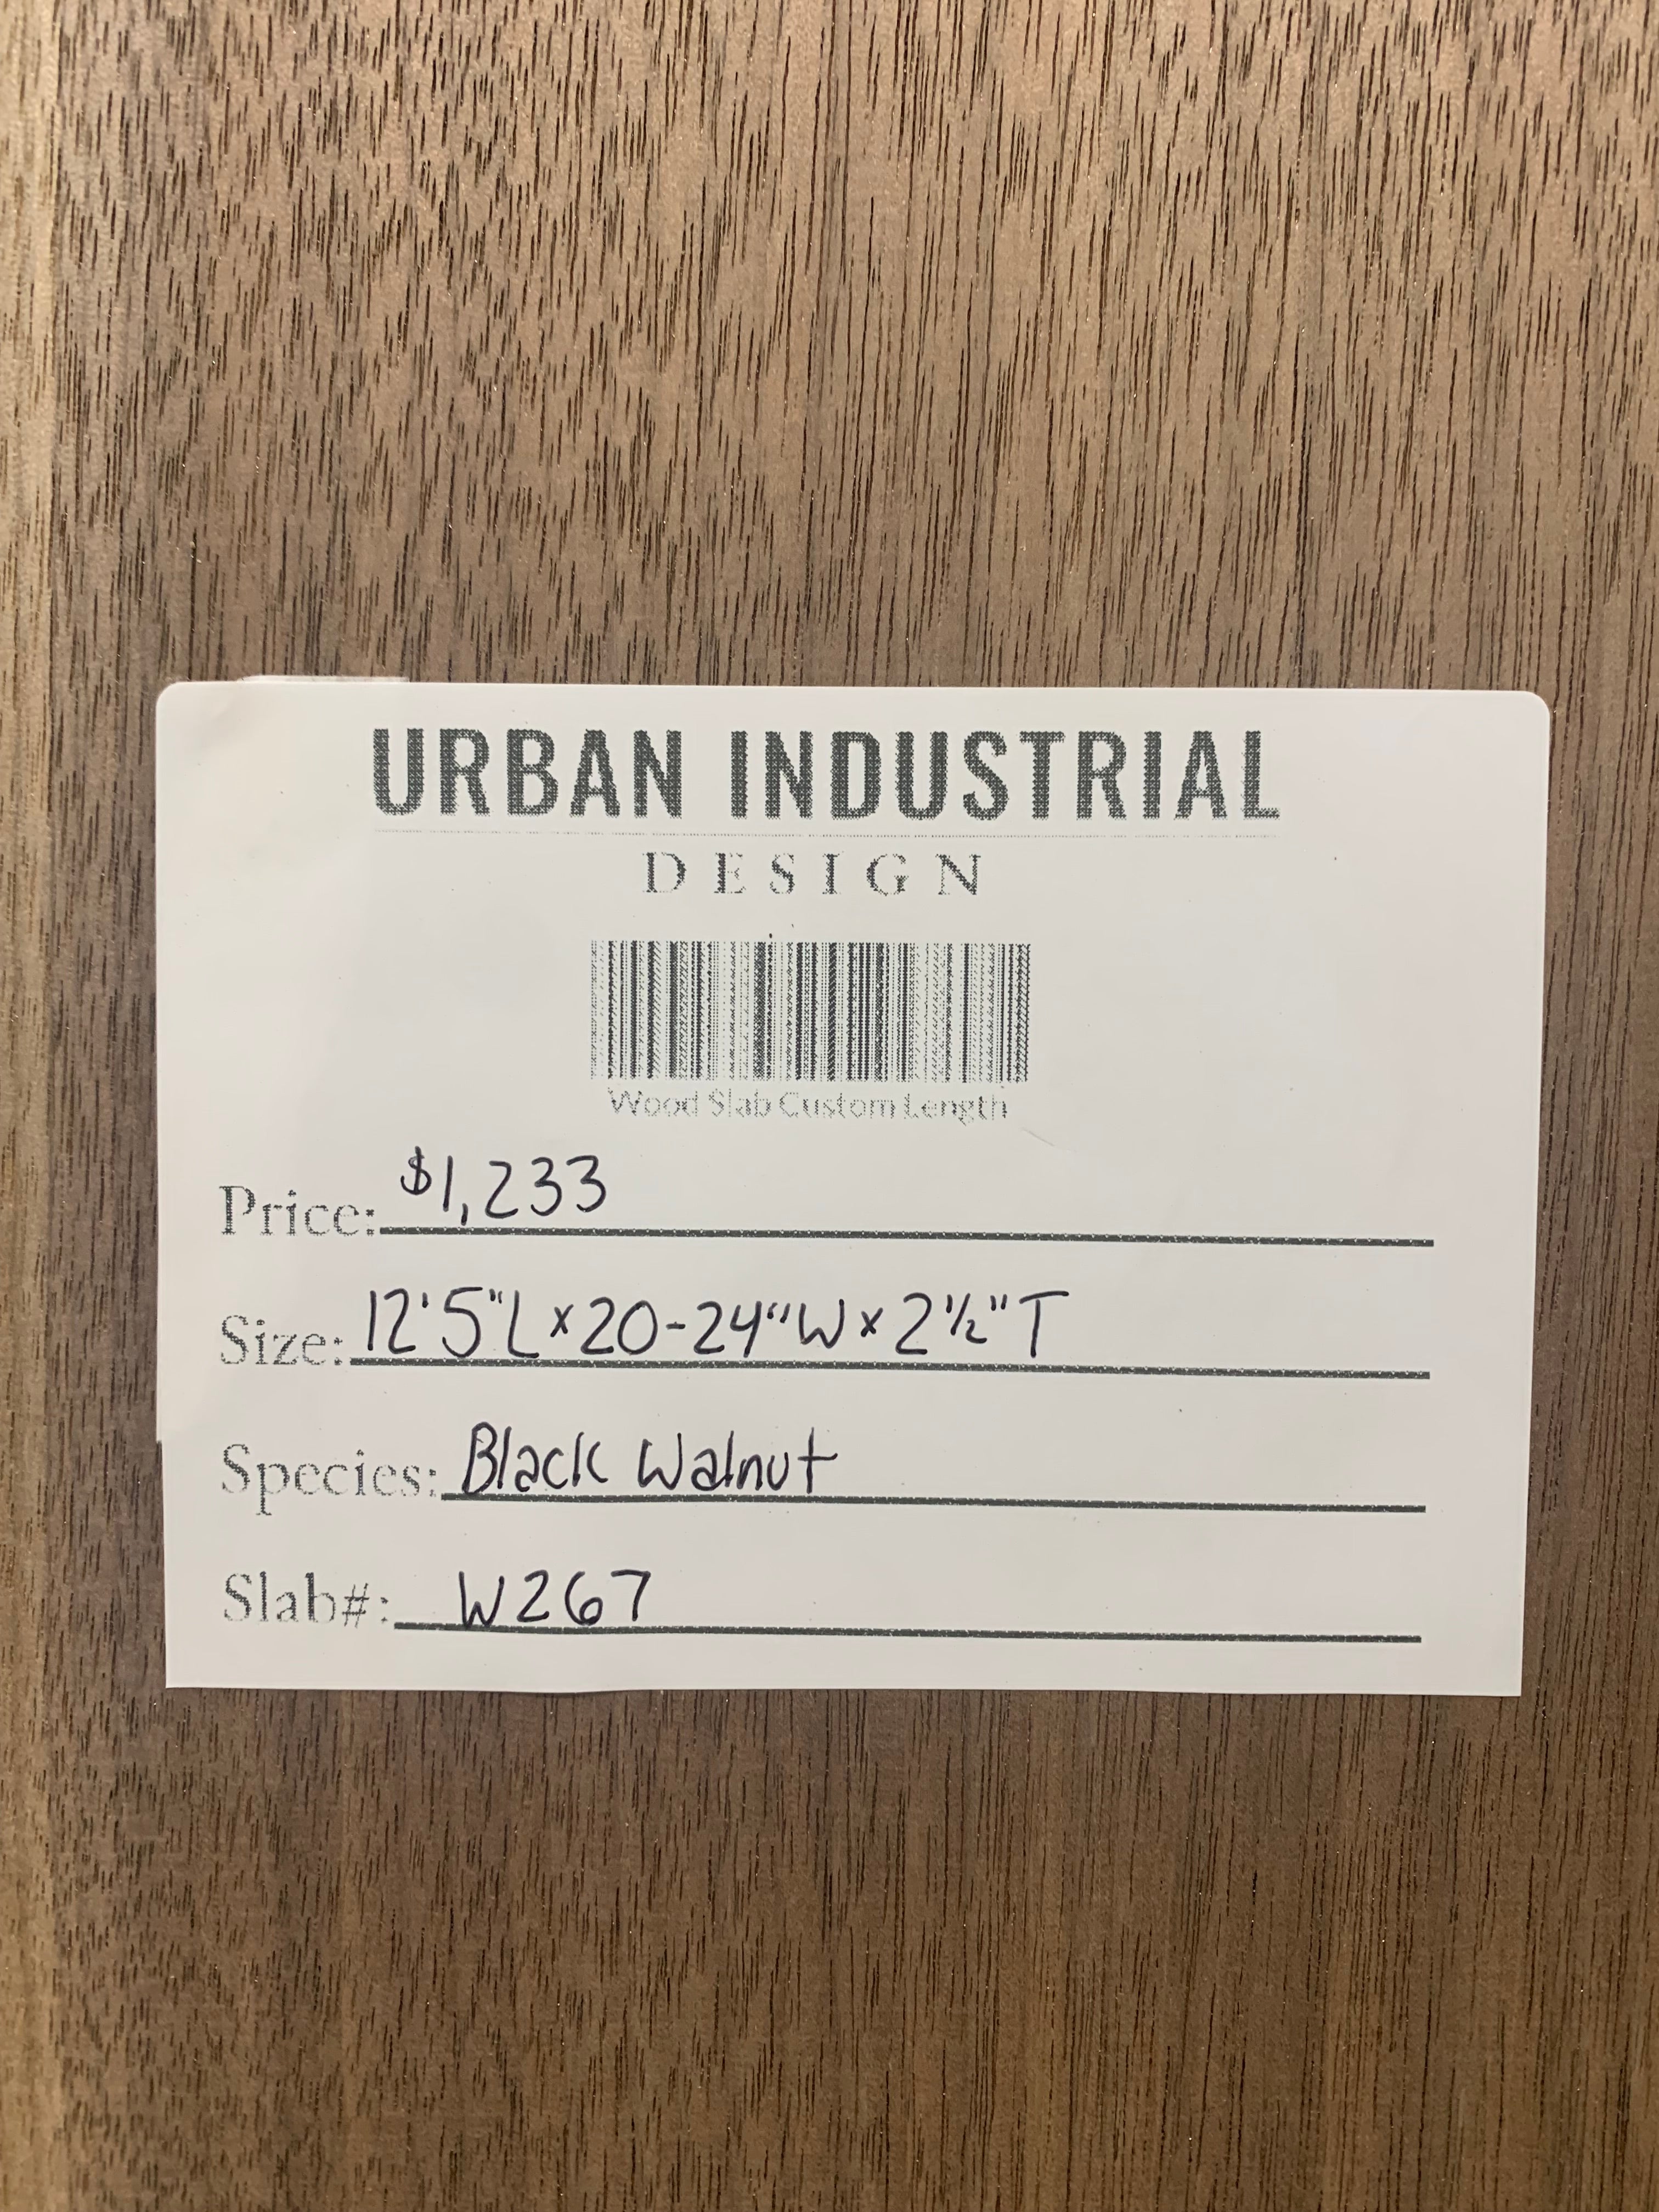 URBAN INDUSTRIAL
DESIGN
Wood Slab Custom Length
Price: $1,233
Size: 12'5"L x 20-24"W x 2½"T
Species: Black Walnut
Slab#: W267